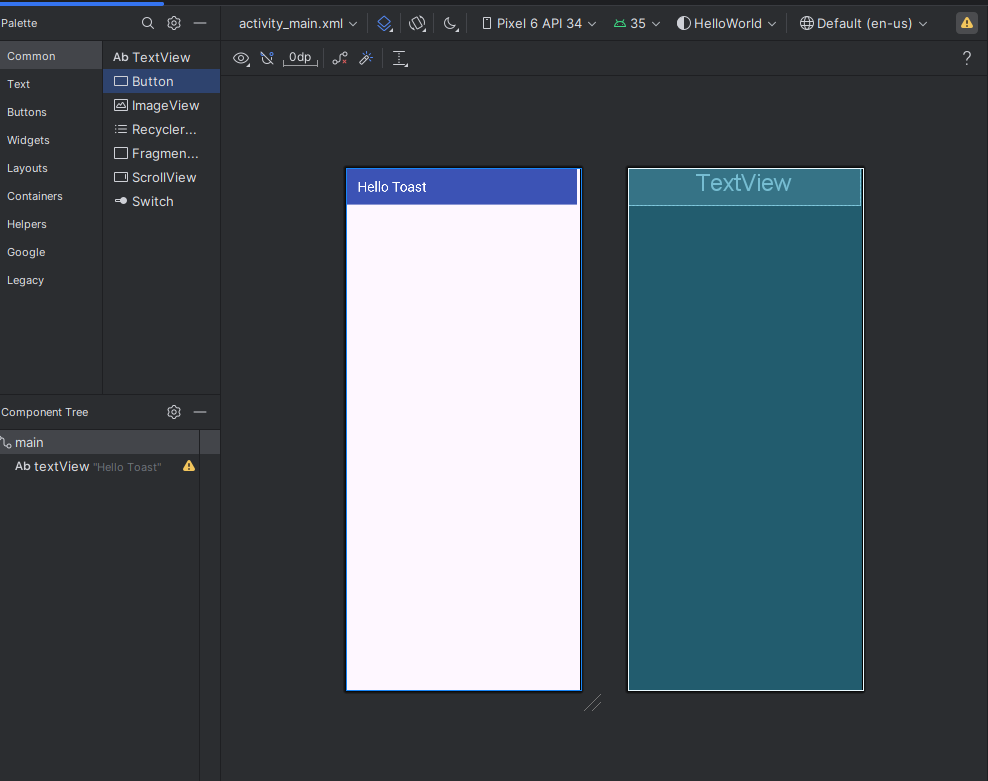 Palette
activity_main.xml
Pixel 6 API 34
35
HelloWorld
Default (en-us)
Common
Text
Buttons
Widgets
Layouts
Containers
Helpers
Google
Legacy
Ab TextView
Button
ImageView
Recycler...
Fragmen...
ScrollView
Switch
0dp
?
Hello Toast
TextView
Component Tree
main
Ab textView "Hello Toast"